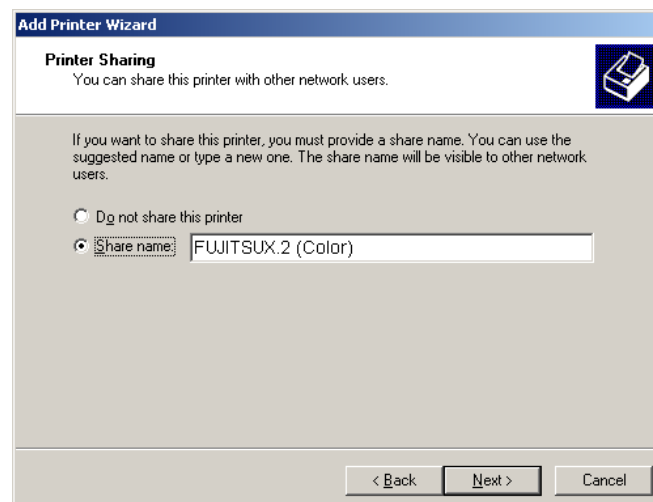 Add Printer Wizard
Printer Sharing
You can share this printer with other network users.
If you want to share this printer, you must provide a share name. You can use the
suggested name or type a new one. The share name will be visible to other network
users.
Do not share this printer
Share name: FUJITSUX.2 (Color)
< Back Next > Cancel